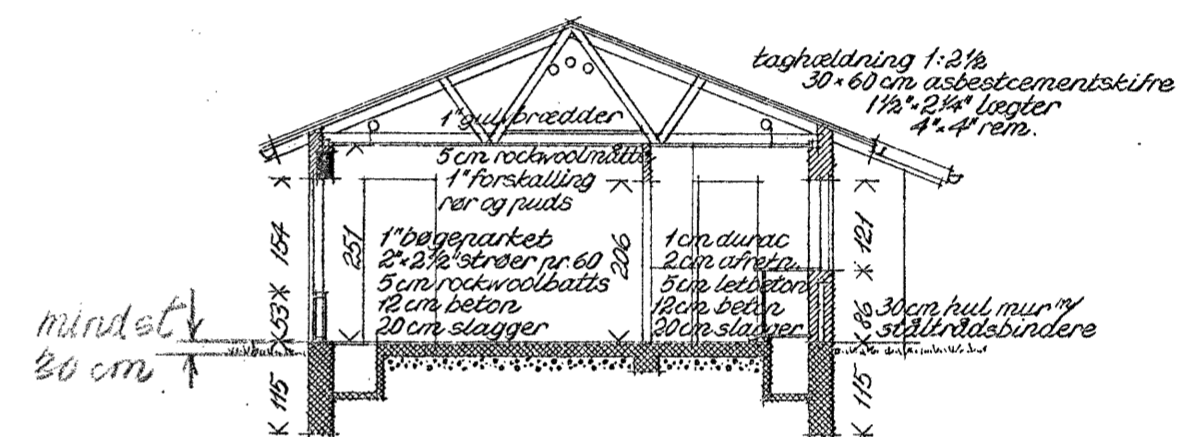 taghældning 1:2½
30×60 cm asbestcementskifre
1½"×2¼" lægter
4"×4" rem.
1" gulvbrædder
5 cm rockwoolmåtte
1" forskalling
rør og puds
154
251
206
121
1" bøgeparket
2"×2½" strøer pr. 60
5 cm rockwoolbatts
12 cm beton
20 cm slagger
1 cm durac
2 cm afretn.
5 cm letbeton
12 cm beton
20 cm slagger
53
86
30 cm hul mur m/
ståltrådsbindere
mindst
20 cm
115
115